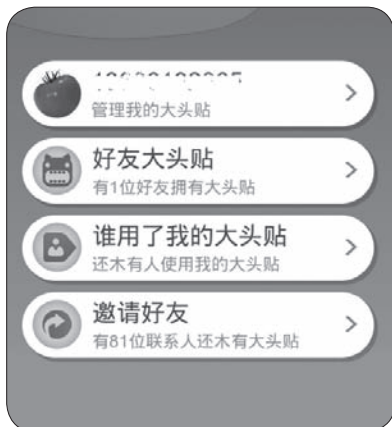 管理我的大头贴
好友大头贴
有1位好友拥有大头贴
谁用了我的大头贴
还木有人使用我的大头贴
邀请好友
有81位联系人还木有大头贴